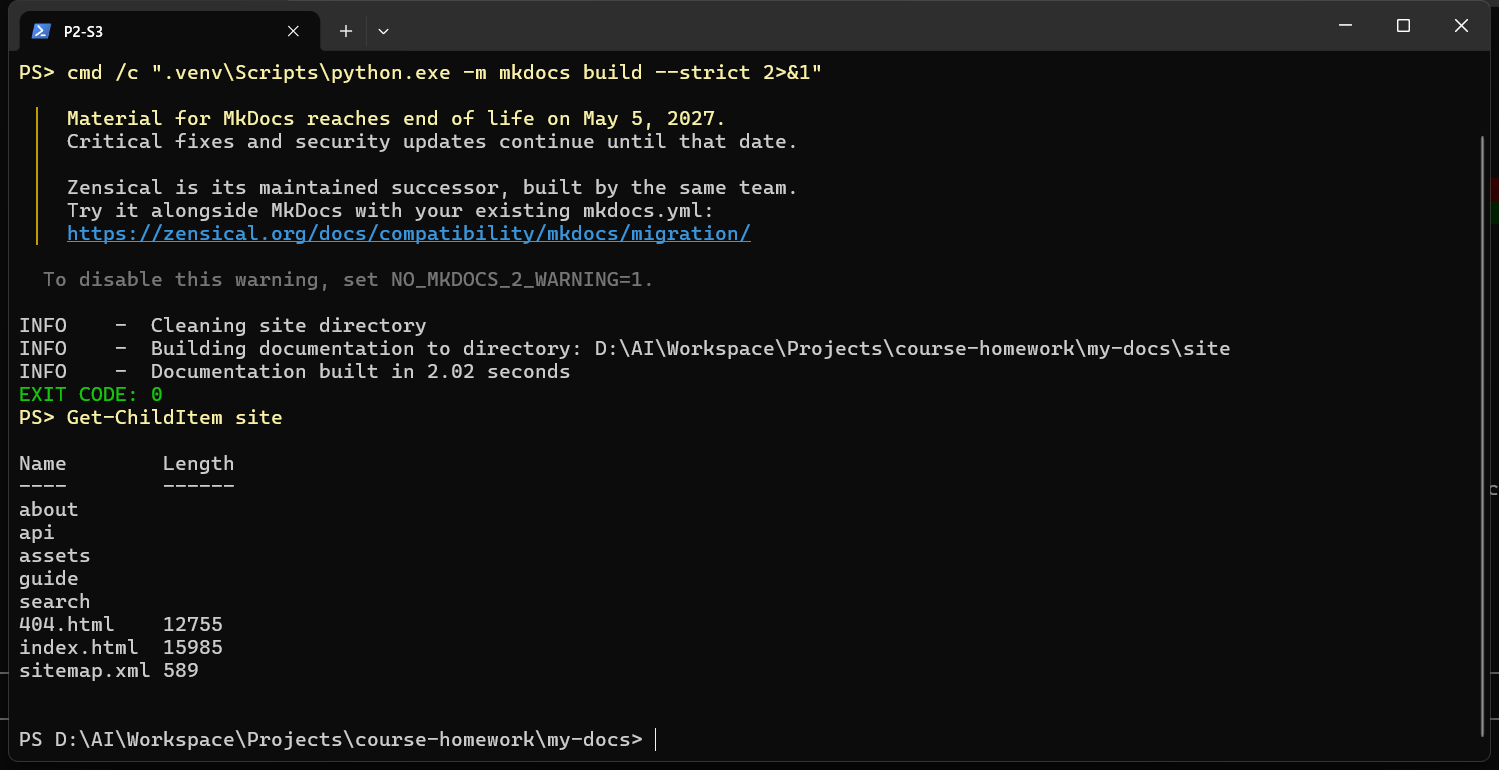 P2-S3
PS> cmd /c ".venv\Scripts\python.exe -m mkdocs build --strict 2>&1"
Material for MkDocs reaches end of life on May 5, 2027.
Critical fixes and security updates continue until that date.
Zensical is its maintained successor, built by the same team.
Try it alongside MkDocs with your existing mkdocs.yml:
https://zensical.org/docs/compatibility/mkdocs/migration/
To disable this warning, set NO_MKDOCS_2_WARNING=1.
INFO    -  Cleaning site directory
INFO    -  Building documentation to directory: D:\AI\Workspace\Projects\course-homework\my-docs\site
INFO    -  Documentation built in 2.02 seconds
EXIT CODE: 0
PS> Get-ChildItem site
Name        Length
----        ------
about
api
assets
guide
search
404.html    12755
index.html  15985
sitemap.xml 589
PS D:\AI\Workspace\Projects\course-homework\my-docs>